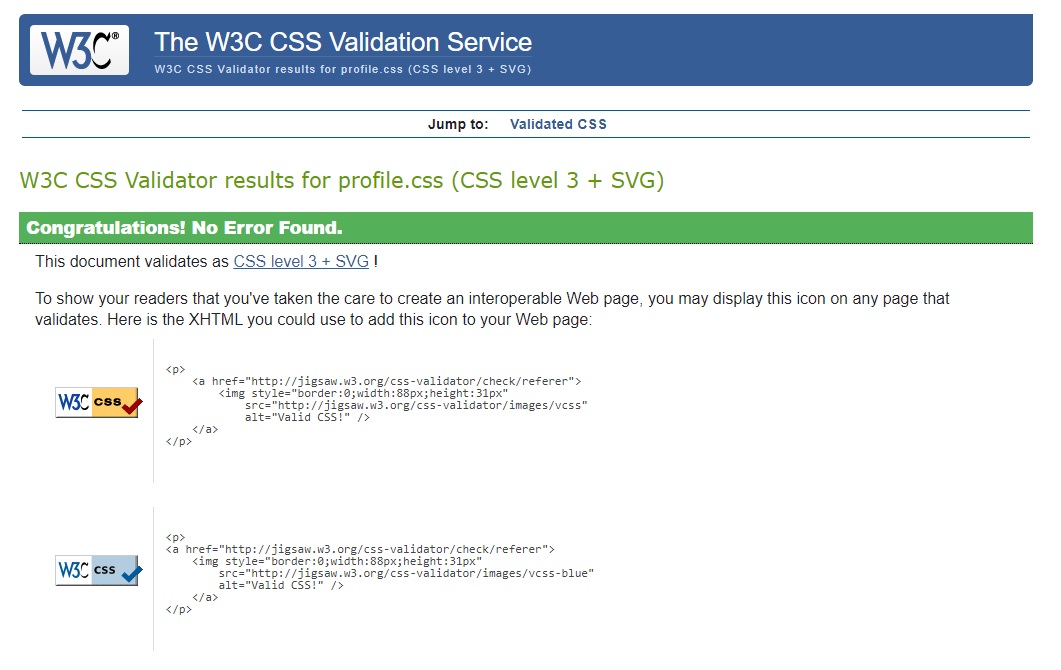 W3C®
The W3C CSS Validation Service
W3C CSS Validator results for profile.css (CSS level 3 + SVG)
Jump to: Validated CSS
W3C CSS Validator results for profile.css (CSS level 3 + SVG)
Congratulations! No Error Found.
This document validates as CSS level 3 + SVG !
To show your readers that you've taken the care to create an interoperable Web page, you may display this icon on any page that
validates. Here is the XHTML you could use to add this icon to your Web page:
W3C css
<p>
    <a href="http://jigsaw.w3.org/css-validator/check/referer">
        <img style="border:0;width:88px;height:31px"
            src="http://jigsaw.w3.org/css-validator/images/vcss"
            alt="Valid CSS!" />
    </a>
</p>
W3C css
<p>
<a href="http://jigsaw.w3.org/css-validator/check/referer">
    <img style="border:0;width:88px;height:31px"
        src="http://jigsaw.w3.org/css-validator/images/vcss-blue"
        alt="Valid CSS!" />
    </a>
</p>